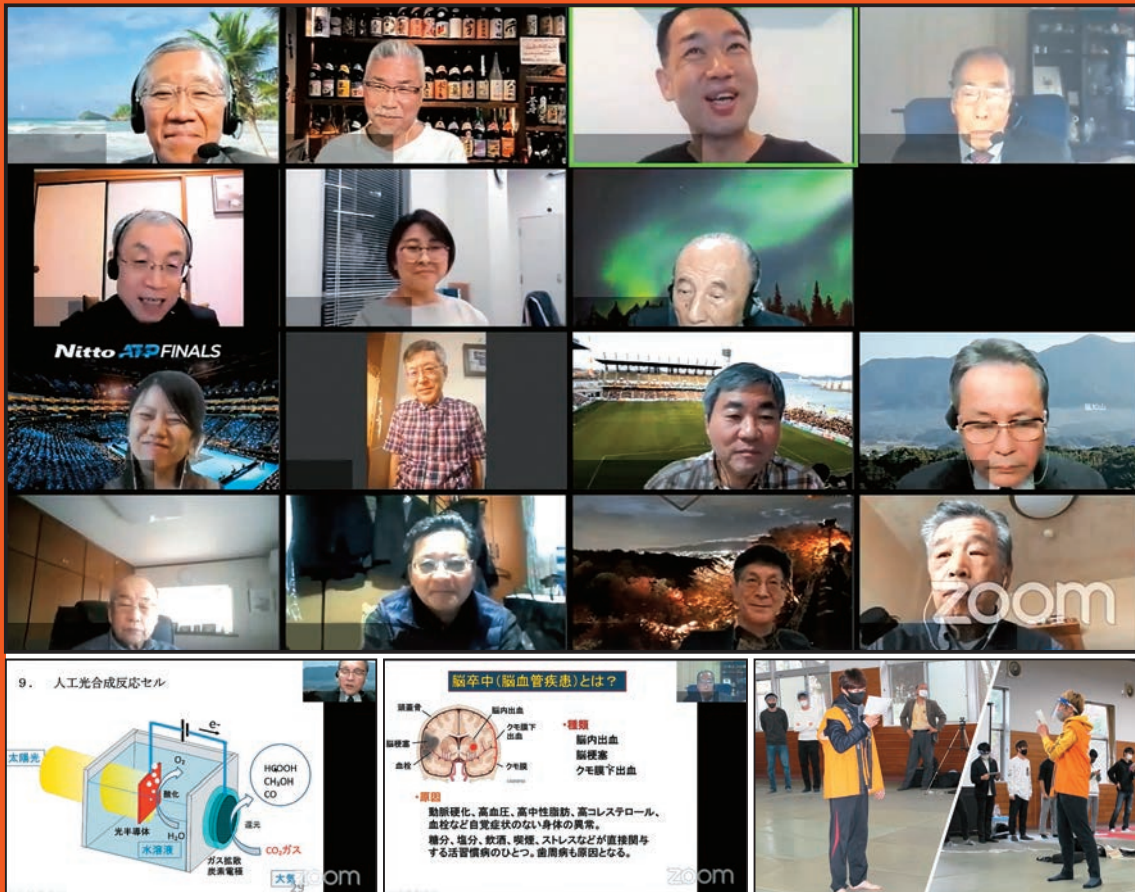 Nitto ATP FINALS
zoom
9. 人工光合成反応セル
e-
太陽光
O₂
酸化
HCOOH
CH₃OH
CO
光半導体
H₂O
還元
水溶液
CO₂ガス
ガス拡散
炭素電極
大気
29
zoom
脳卒中(脳血管疾患)とは?
頭蓋骨
脳内出血
クモ膜下
出血
脳梗塞
血栓
クモ膜
・種類
脳内出血
脳梗塞
クモ膜下出血
・原因
動脈硬化、高血圧、高中性脂肪、高コレステロール、
血栓など自覚症状のない身体の異常。
糖分、塩分、飲酒、喫煙、ストレスなどが直接関与
する生活習慣病のひとつ。歯周病も原因となる。
zoom